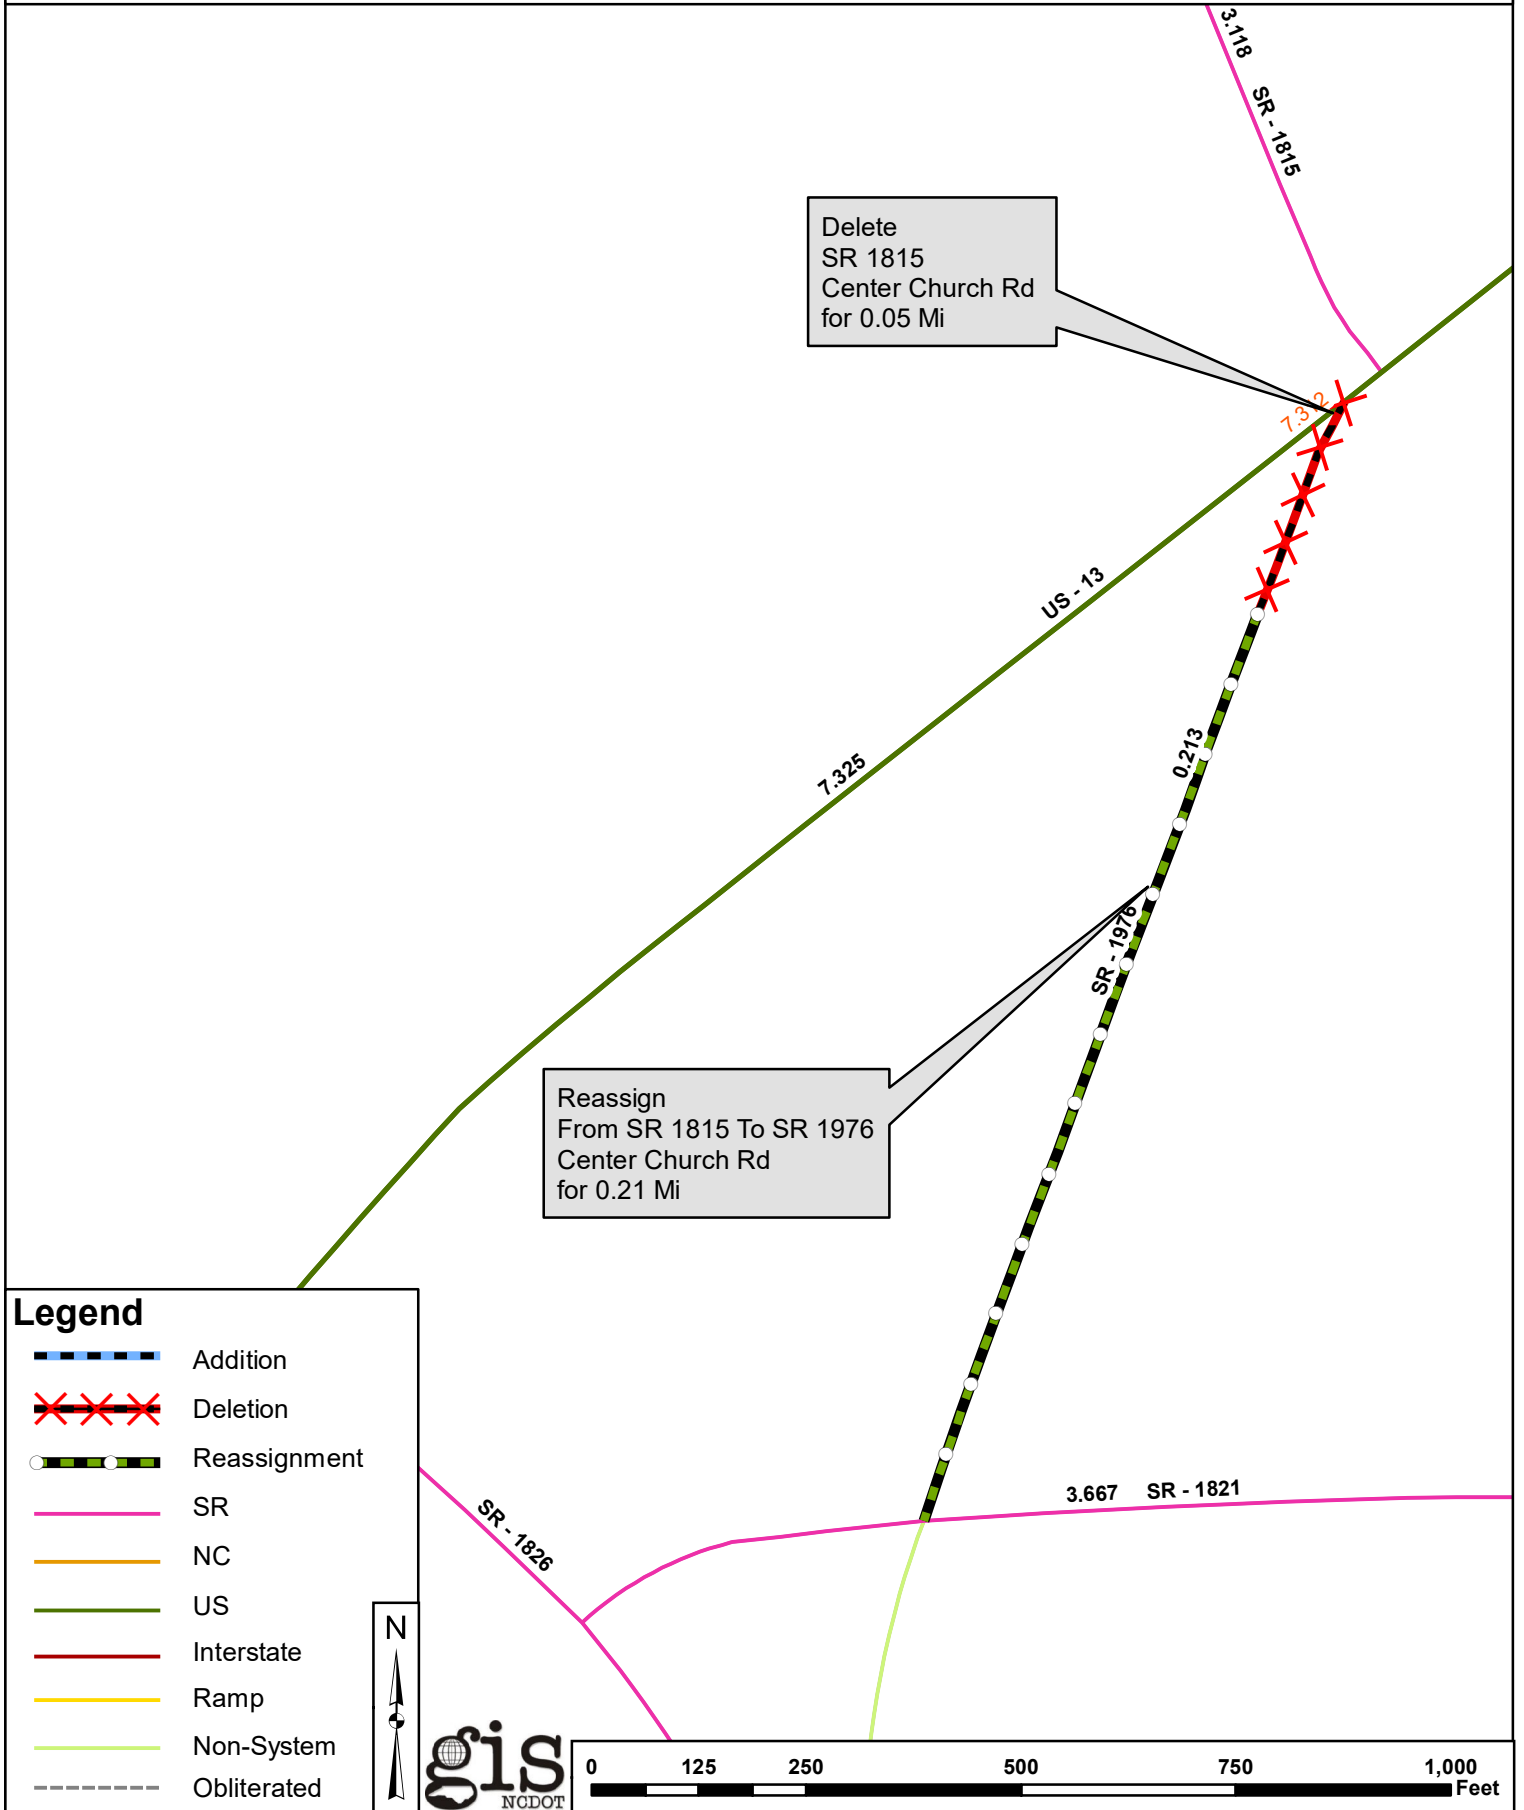 3.118 SR - 1815
Delete
SR 1815
Center Church Rd
for 0.05 Mi
7.312
US - 13
7.325
0.213
SR - 1976
Reassign
From SR 1815 To SR 1976
Center Church Rd
for 0.21 Mi
3.667 SR - 1821
SR - 1826
Legend
Addition
Deletion
Reassignment
SR
NC
US
Interstate
Ramp
Non-System
Obliterated
N
gis
NCDOT
0 125 250 500 750 1,000
Feet